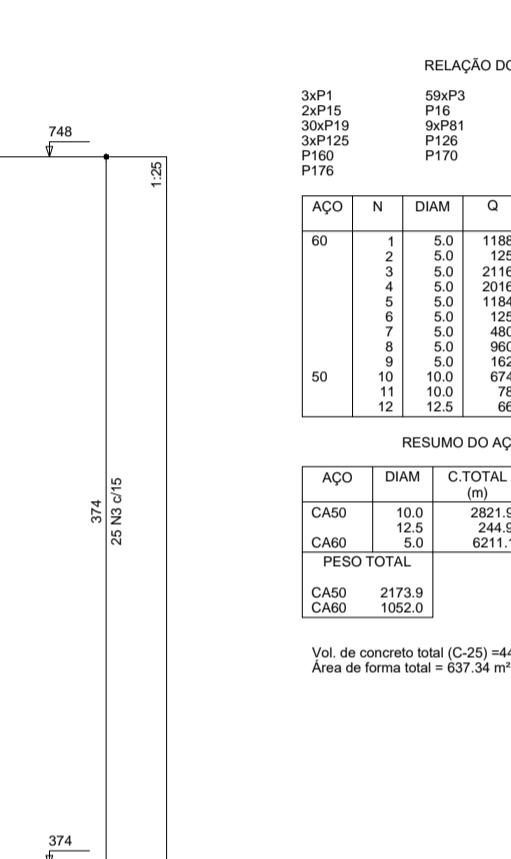 748
1:25
374
25 N3 c/15
374
RELAÇÃO DO
3xP1 59xP3
2xP15 P16
30xP19 9xP81
3xP125 P126
P160 P170
P176
AÇO N DIAM Q
60 1 5.0 1188
2 5.0 125
3 5.0 2116
4 5.0 2016
5 5.0 1184
6 5.0 125
7 5.0 480
8 5.0 960
9 5.0 162
50 10 10.0 674
11 10.0 78
12 12.5 66
RESUMO DO AÇ
AÇO DIAM C.TOTAL
(m)
CA50 10.0 2821.9
12.5 244.9
CA60 5.0 6211.1
PESO TOTAL
CA50 2173.9
CA60 1052.0
Vol. de concreto total (C-25) =44
Área de forma total = 637.34 m²